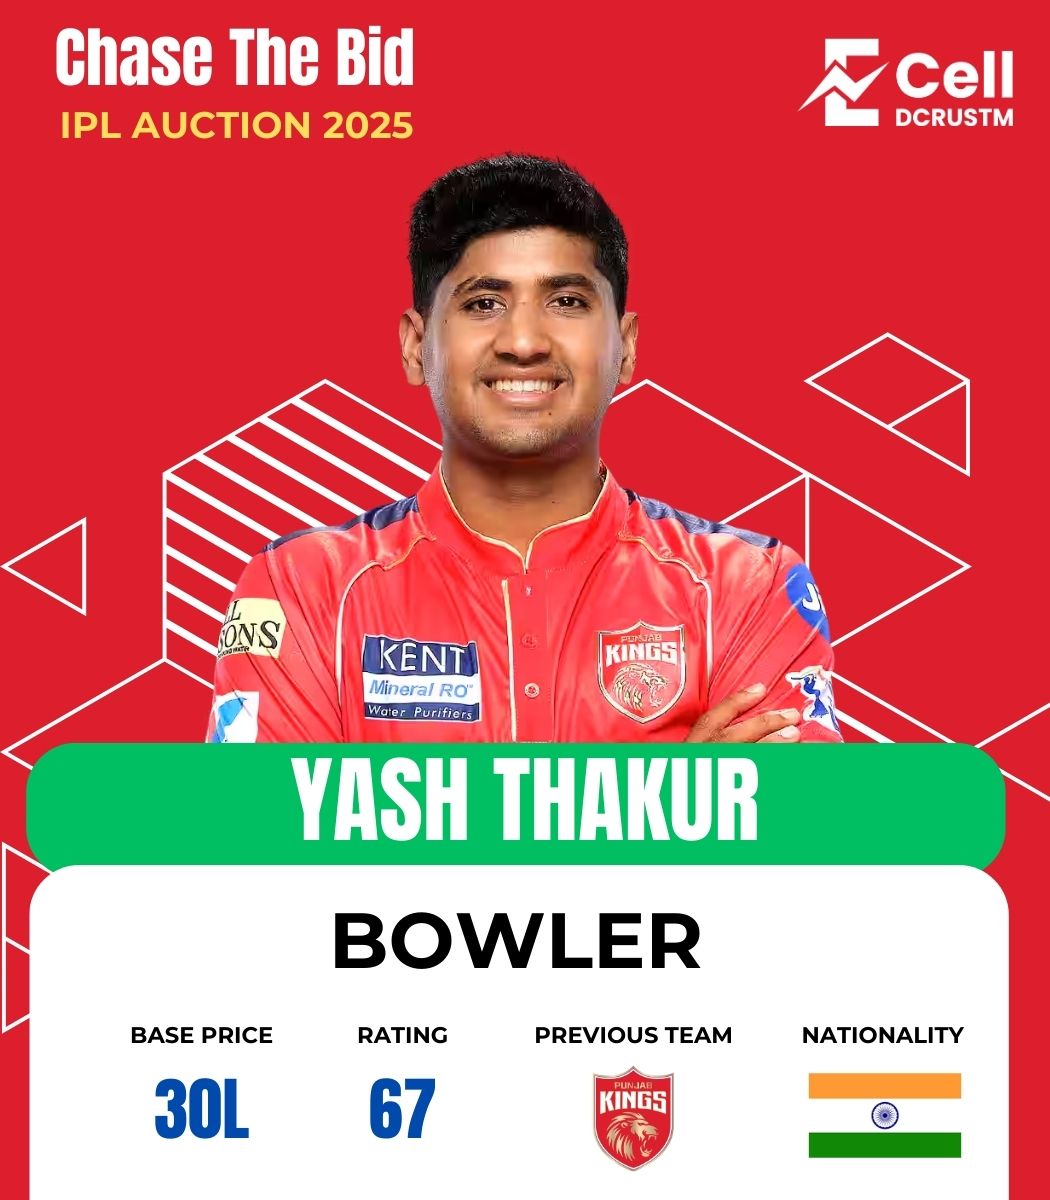 Chase The Bid
IPL AUCTION 2025
Cell
DCRUSTM
KENT
Mineral RO
Water Purifiers
PUNJAB
KINGS
YASH THAKUR
BOWLER
BASE PRICE
RATING
PREVIOUS TEAM
NATIONALITY
30L
67
PUNJAB
KINGS